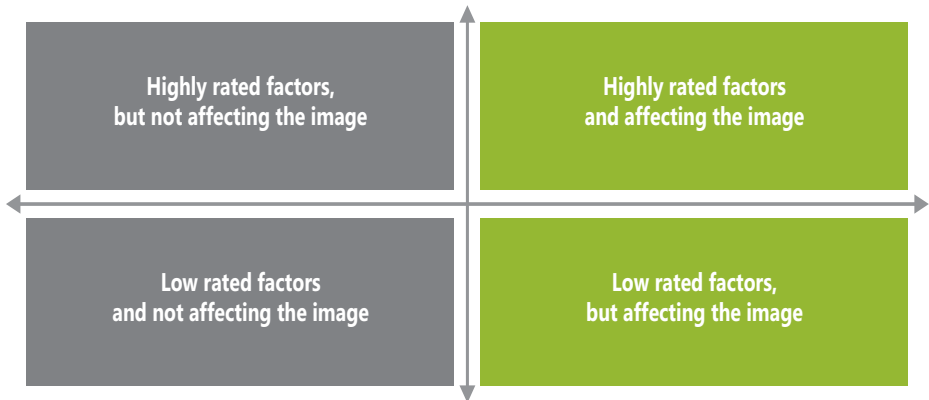 Highly rated factors,
but not affecting the image
Highly rated factors
and affecting the image
Low rated factors
and not affecting the image
Low rated factors,
but affecting the image